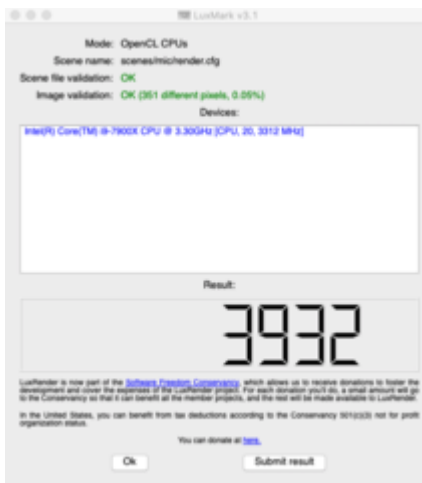 LuxMark v3.1
Mode: OpenCL CPUs
Scene name: scenes/mic/render.cfg
Scene file validation: OK
Image validation: OK (351 different pixels, 0.05%)
Devices:
Intel(R) Core(TM) i9-7900X CPU @ 3.30GHz [CPU, 20, 3312 MHz]
Result:
3932
LuxRender is now part of the Software Freedom Conservancy, which allows us to receive donations to foster the
development and cover the expenses of the LuxRender project. For each donation you'll do, a small amount will go
to the Conservancy so that it can benefit all the member projects, and the rest will be made available to LuxRender.
In the United States, you can benefit from tax deductions according to the Conservancy 501(c)(3) not for profit
organization status.
You can donate at here.
Ok
Submit result